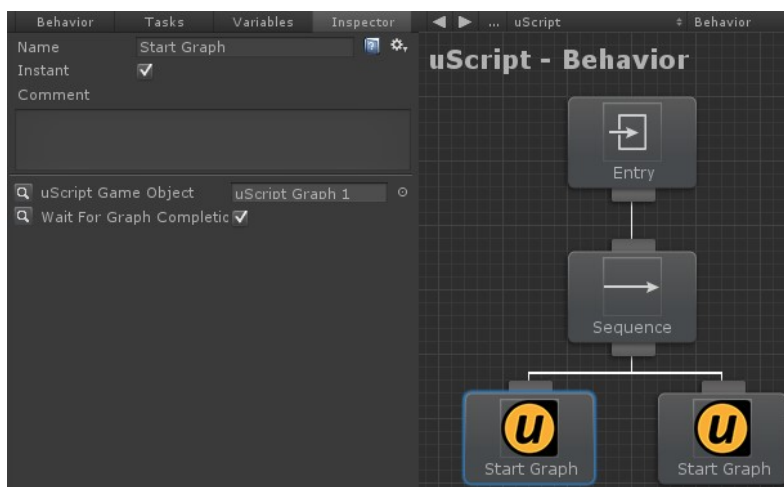 Behavior Tasks Variables Inspector
Name Start Graph
Instant
Comment
uScript Game Object uScript Graph 1
Wait For Graph Completic
... uScript Behavior
uScript - Behavior
Entry
Sequence
u u
Start Graph Start Graph